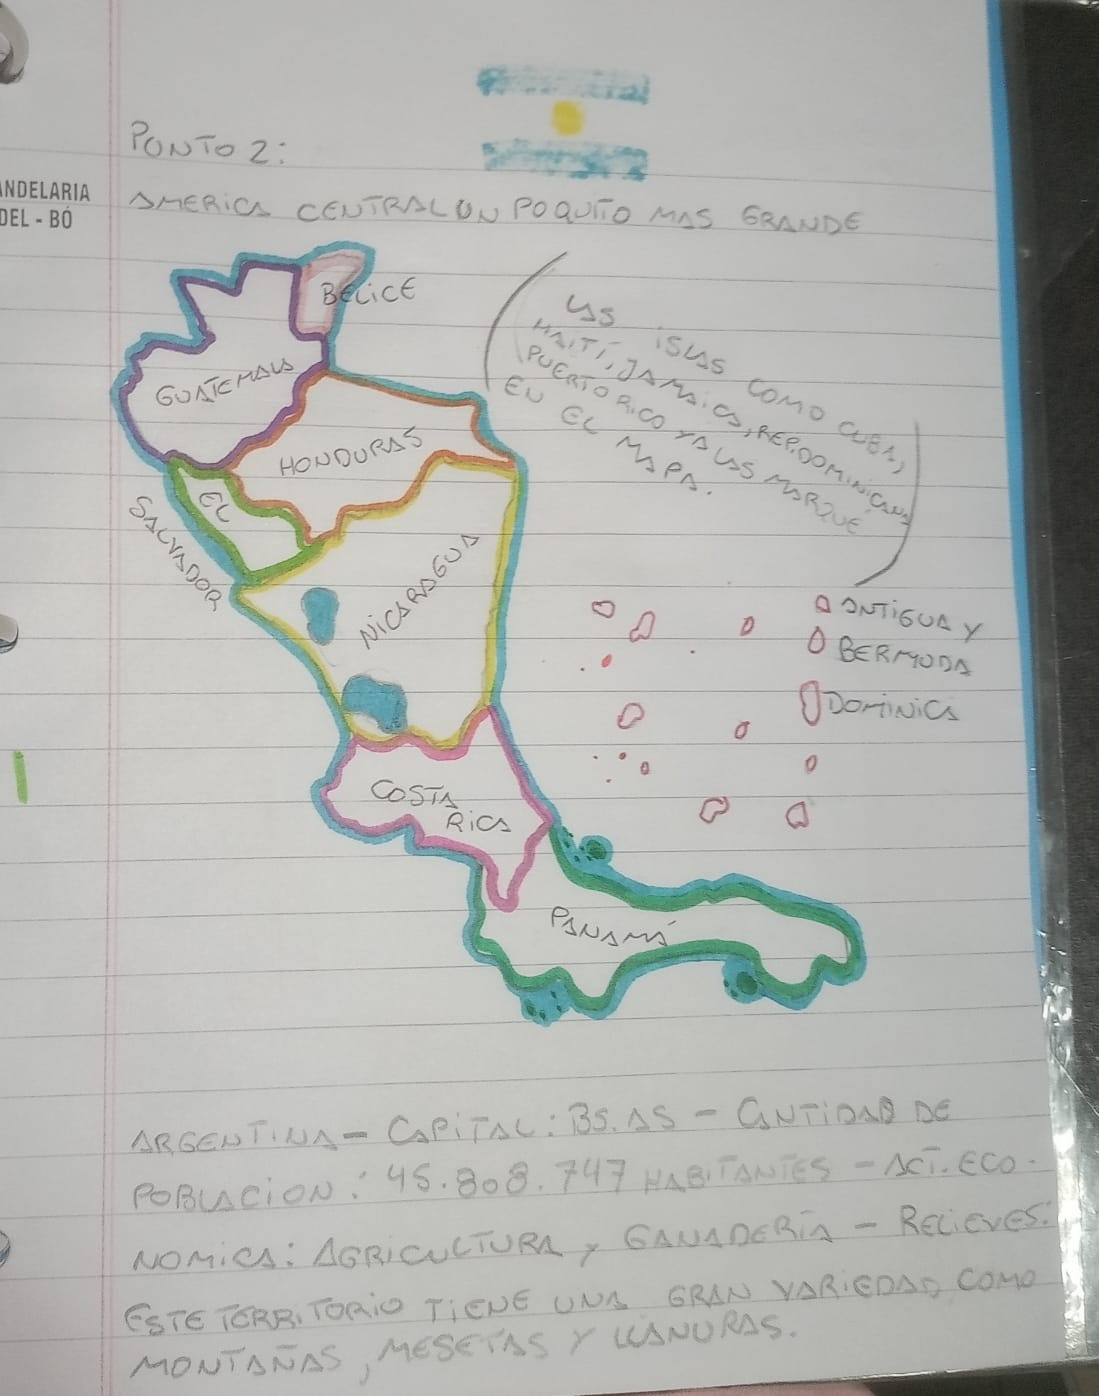 PUNTO 2:
ANDELARIA
DEL - BÓ
AMERICA CENTRAL UN POQUITO MAS GRANDE
BELICE
LAS ISLAS COMO CUBA,
HAITÍ, JAMAICA, REP. DOMINICANA
PUERTO RICO YA LAS MARQUÉ
EN EL MAPA.
GUATEMALA
HONDURAS
EL
SALVADOR
NICARAGUA
ANTIGUA Y
BERMUDA
DOMINICA
COSTA
RICA
PANAMÁ
ARGENTINA - CAPITAL: BS.AS - CANTIDAD DE
POBLACION: 45.808.747 HABITANTES - ACT. ECO-
NOMICA: AGRICULTURA y GANADERÍA - RELIEVES:
ESTE TERRITORIO TIENE UNA GRAN VARIEDAD COMO
MONTAÑAS, MESETAS Y LLANURAS.